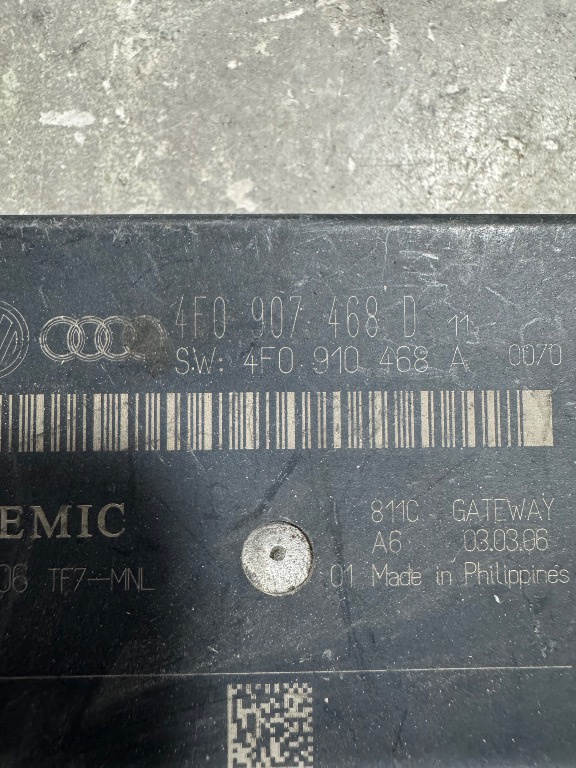 4F0 907 468 D 11
S.W: 4F0 910 468 A 0070
EMIC
811C GATEWAY
A6 03.03.06
06 TF7-MNL
01 Made in Philippines